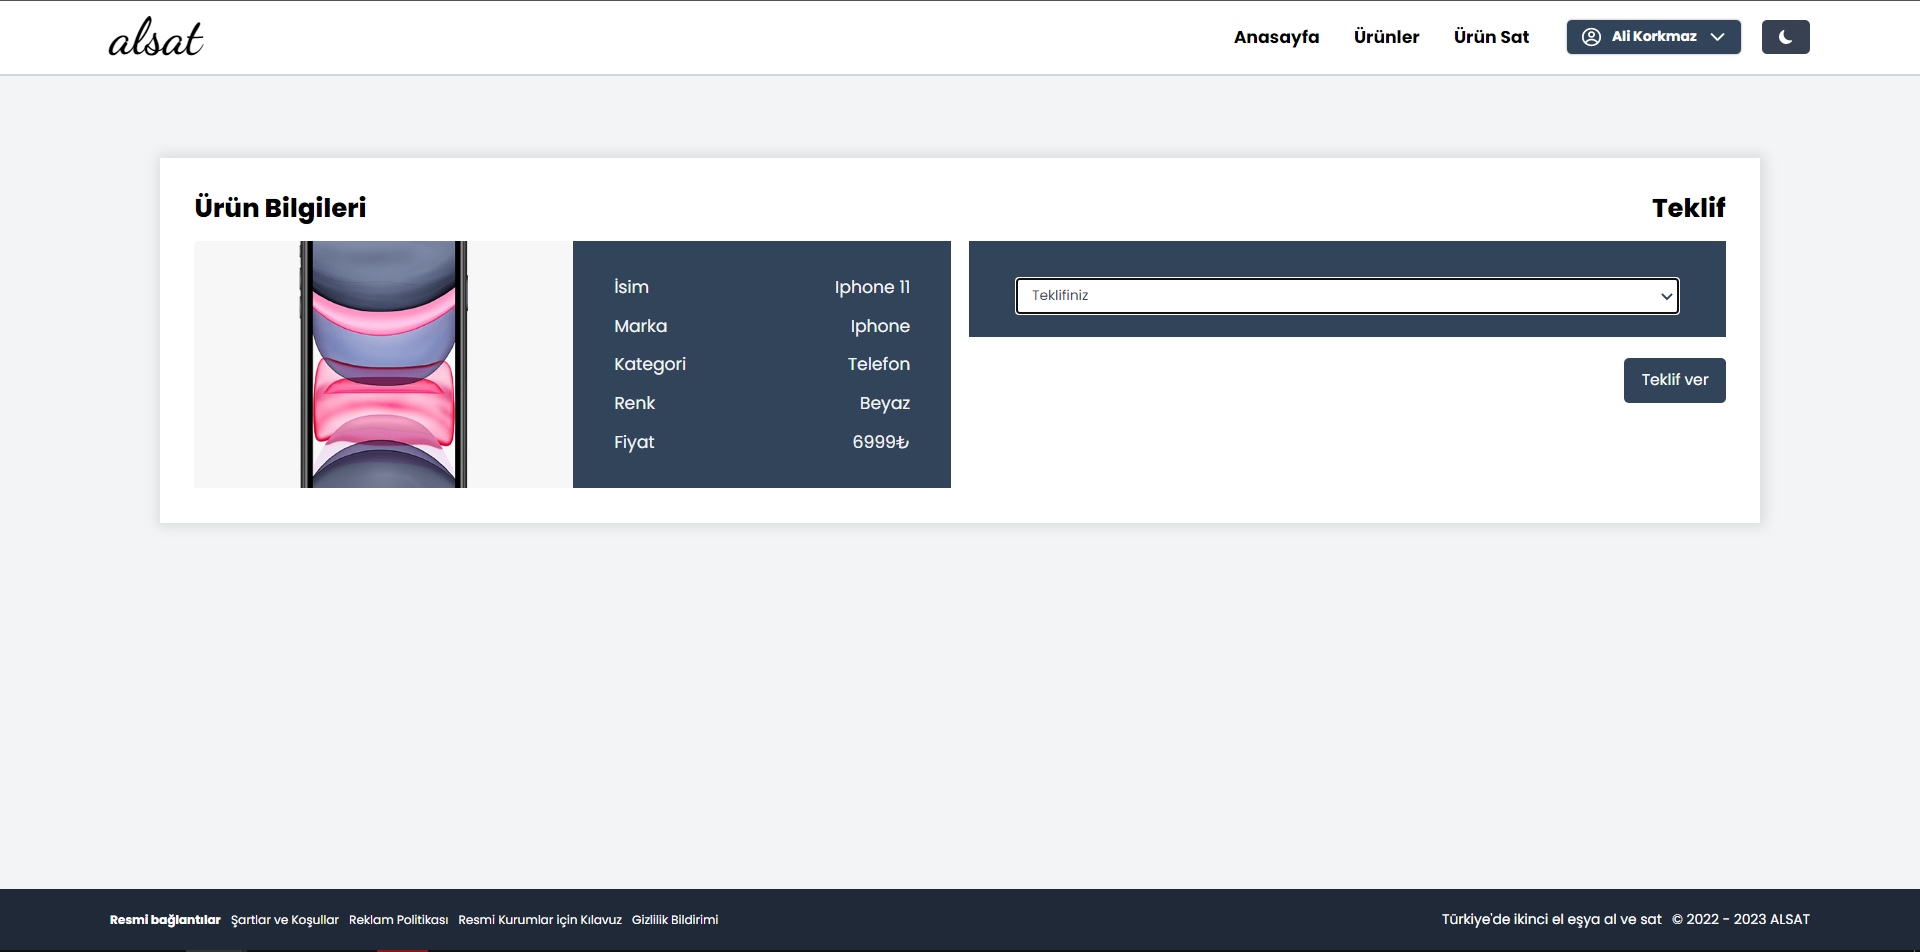 alsat
Anasayfa Ürünler Ürün Sat Ali Korkmaz
Ürün Bilgileri
Teklif
İsim Iphone 11
Marka Iphone
Kategori Telefon
Renk Beyaz
Fiyat 6999₺
Teklifiniz
Teklif ver
Resmi bağlantılar Şartlar ve Koşullar Reklam Politikası Resmi Kurumlar için Kılavuz Gizlilik Bildirimi
Türkiye'de ikinci el eşya al ve sat © 2022 - 2023 ALSAT